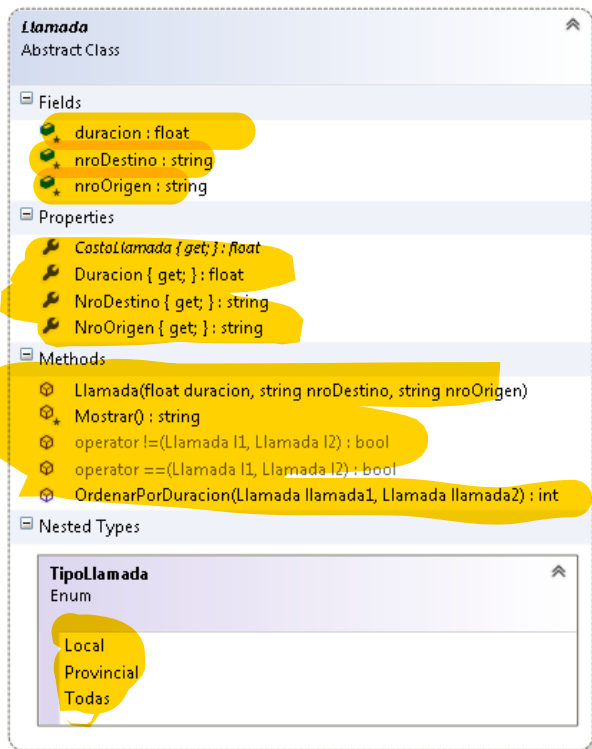 Llamada
Abstract Class
Fields
duracion : float
nroDestino : string
nroOrigen : string
Properties
CostoLlamada { get; } : float
Duracion { get; } : float
NroDestino { get; } : string
NroOrigen { get; } : string
Methods
Llamada(float duracion, string nroDestino, string nroOrigen)
Mostrar() : string
operator !=(Llamada l1, Llamada l2) : bool
operator ==(Llamada l1, Llamada l2) : bool
OrdenarPorDuracion(Llamada llamada1, Llamada llamada2) : int
Nested Types
TipoLlamada
Enum
Local
Provincial
Todas